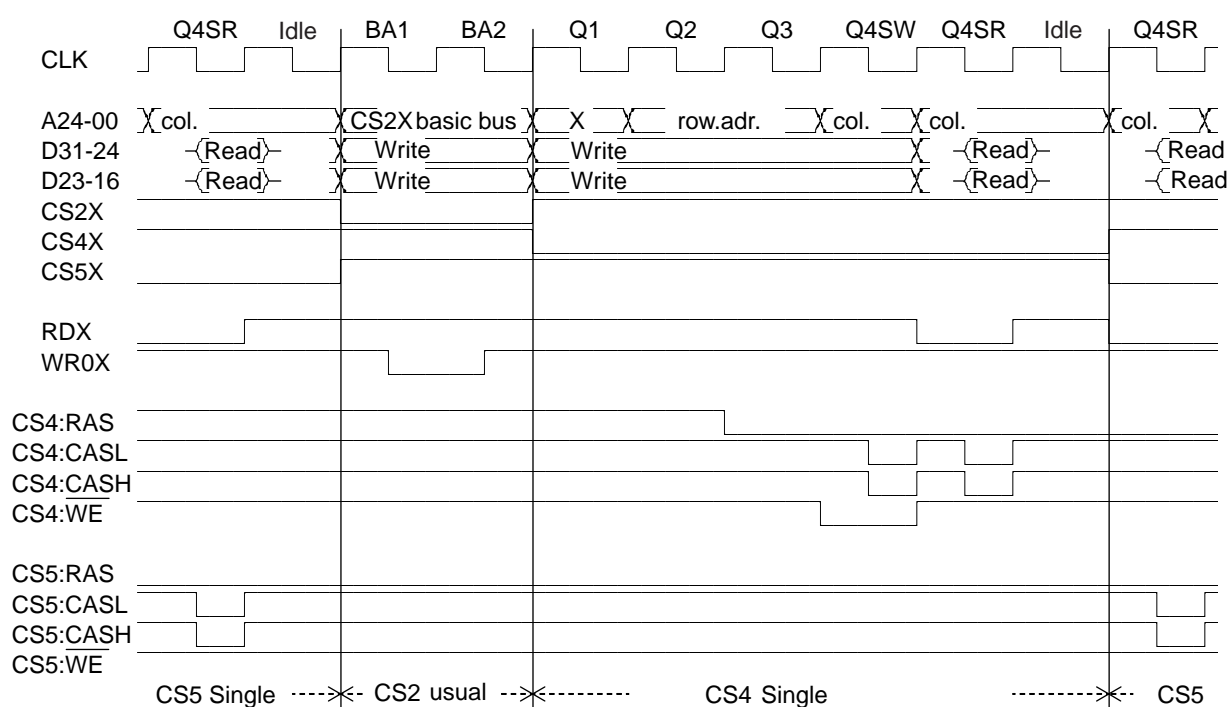 Q4SR Idle BA1 BA2 Q1 Q2 Q3 Q4SW Q4SR Idle Q4SR
CLK
A24-00 col. CS2X basic bus X row.adr. col. col. col.
D31-24 Read Write Write Read Read
D23-16 Read Write Write Read Read
CS2X
CS4X
CS5X
RDX
WR0X
CS4:RAS
CS4:CASL
CS4:CASH
CS4:WE
CS5:RAS
CS5:CASL
CS5:CASH
CS5:WE
CS5 Single CS2 usual CS4 Single CS5